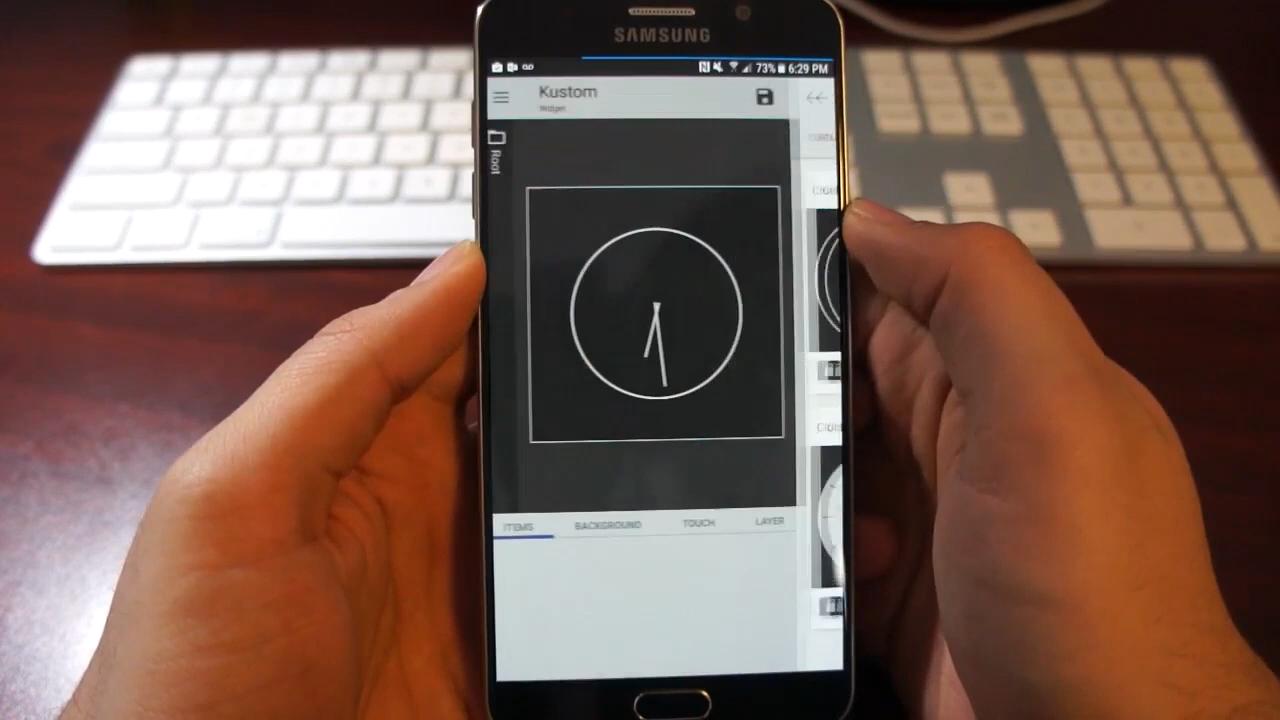 SAMSUNG
73% 6:29 PM
Kustom
Widget
Root
ITEMS BACKGROUND TOUCH LAYER